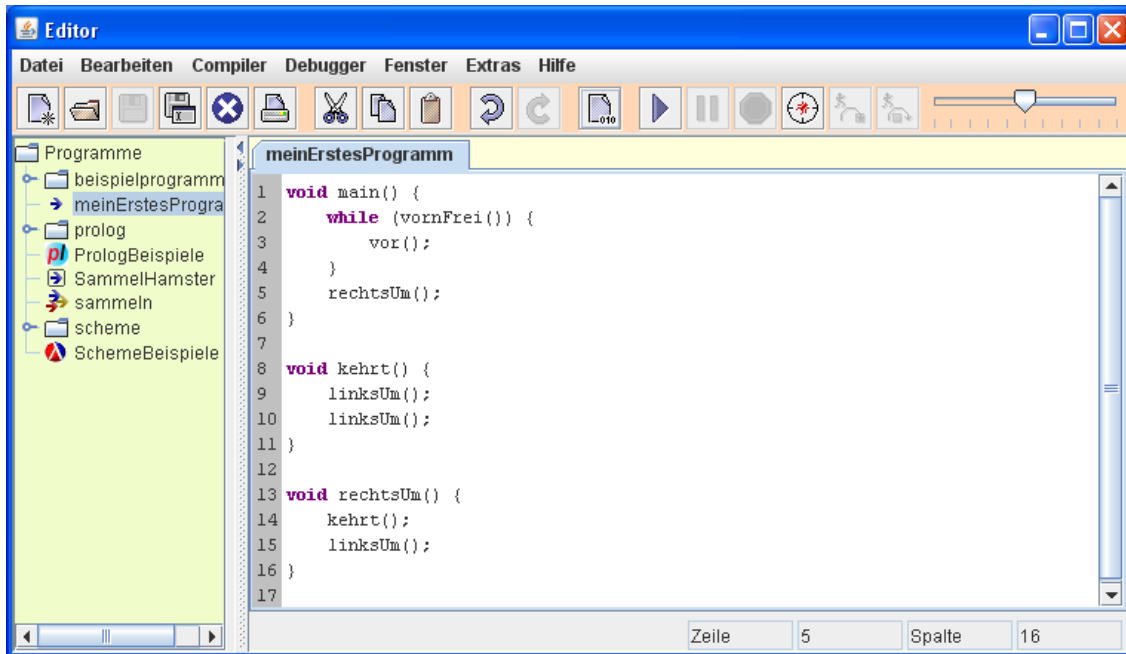 Editor
Datei Bearbeiten Compiler Debugger Fenster Extras Hilfe
010
Programme
beispielprogramm
meinErstesProgra
prolog
PrologBeispiele
SammelHamster
sammeln
scheme
SchemeBeispiele
meinErstesProgramm
1 void main() {
2     while (vornFrei()) {
3         vor();
4     }
5     rechtsUm();
6 }
7
8 void kehrt() {
9     linksUm();
10     linksUm();
11 }
12
13 void rechtsUm() {
14     kehrt();
15     linksUm();
16 }
17
Zeile 5 Spalte 16